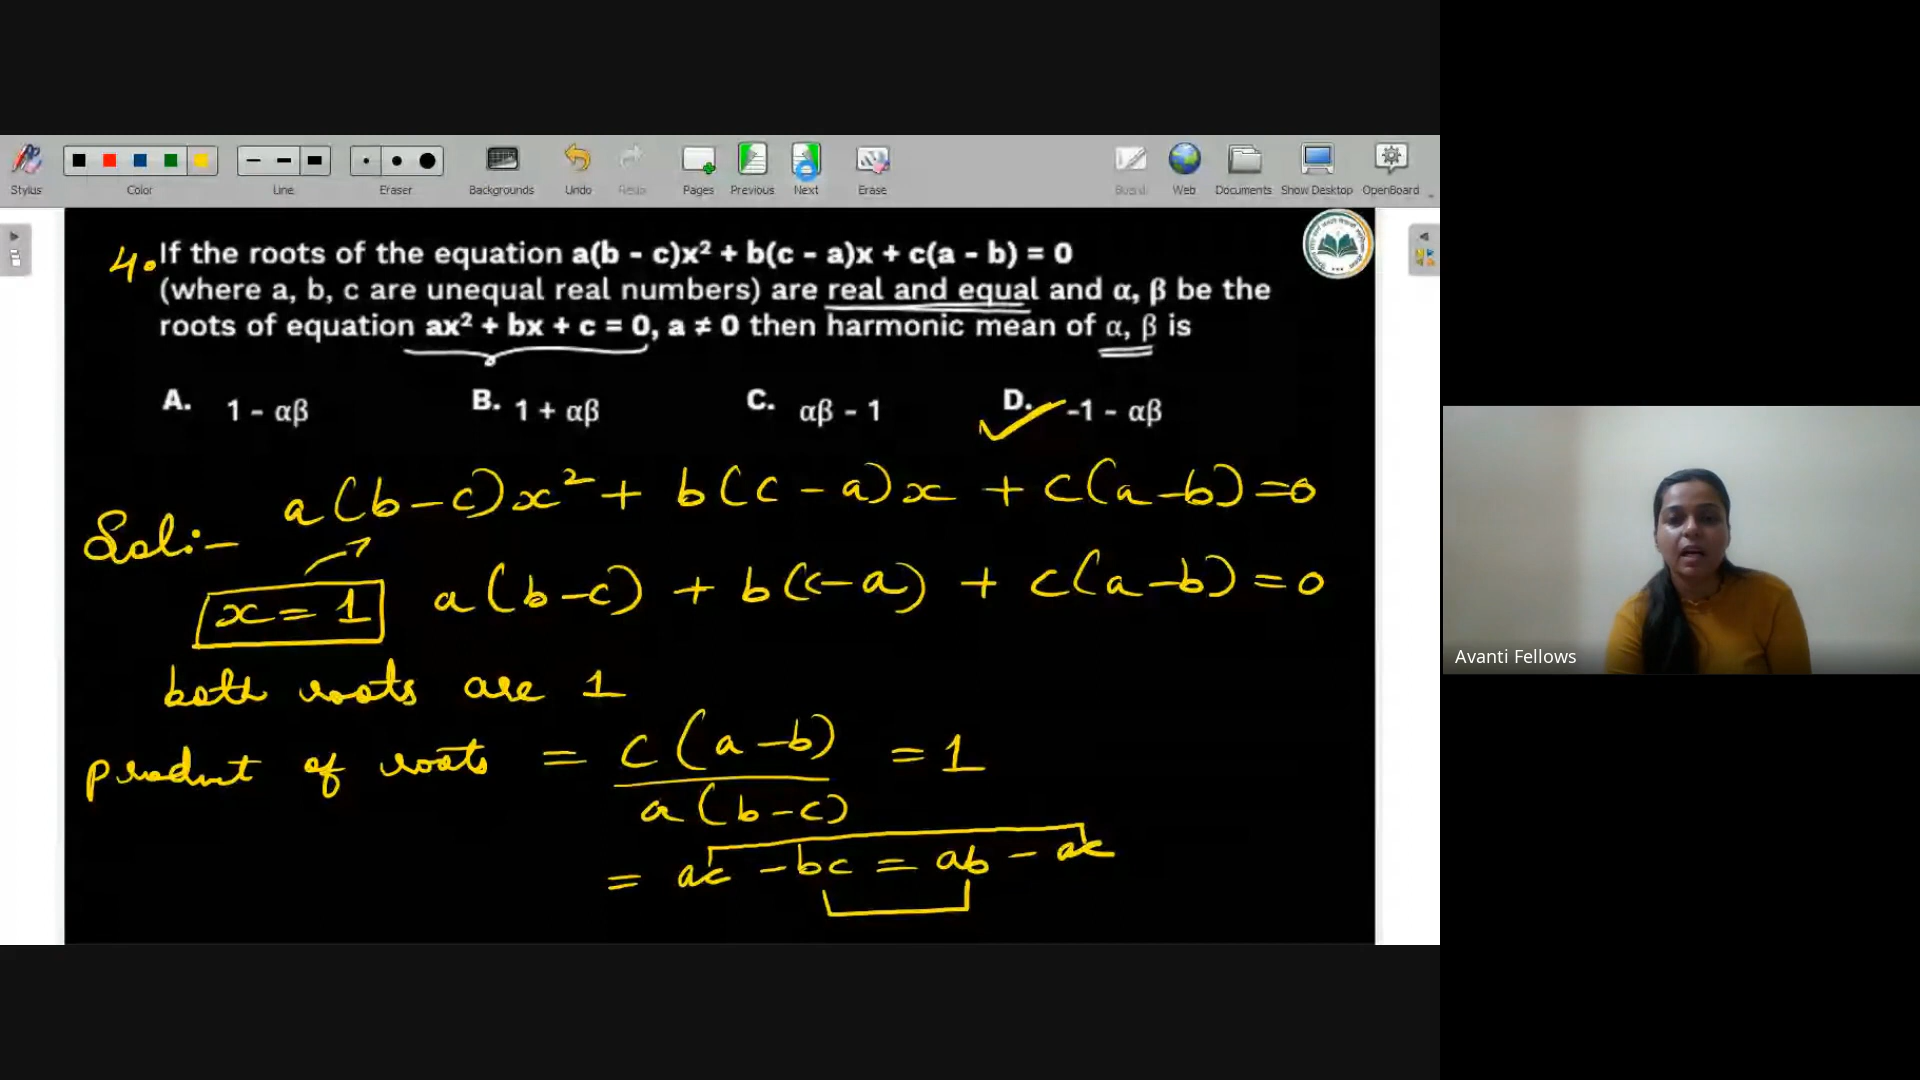 Stylus Color Line Eraser Backgrounds Undo Redo Pages Previous Next Erase Board Web Documents Show Desktop OpenBoard
4. If the roots of the equation a(b - c)x² + b(c - a)x + c(a - b) = 0
(where a, b, c are unequal real numbers) are real and equal and α, β be the
roots of equation ax² + bx + c = 0, a ≠ 0 then harmonic mean of α, β is
A. 1 - αβ B. 1 + αβ C. αβ - 1 D. -1 - αβ
Sol:- a(b-c)x² + b(c-a)x + c(a-b)=0
x = 1 a(b-c) + b(c-a) + c(a-b) = 0
both roots are 1
product of roots = c(a-b)/a(b-c) = 1
= ac - bc = ab - ac
Avanti Fellows